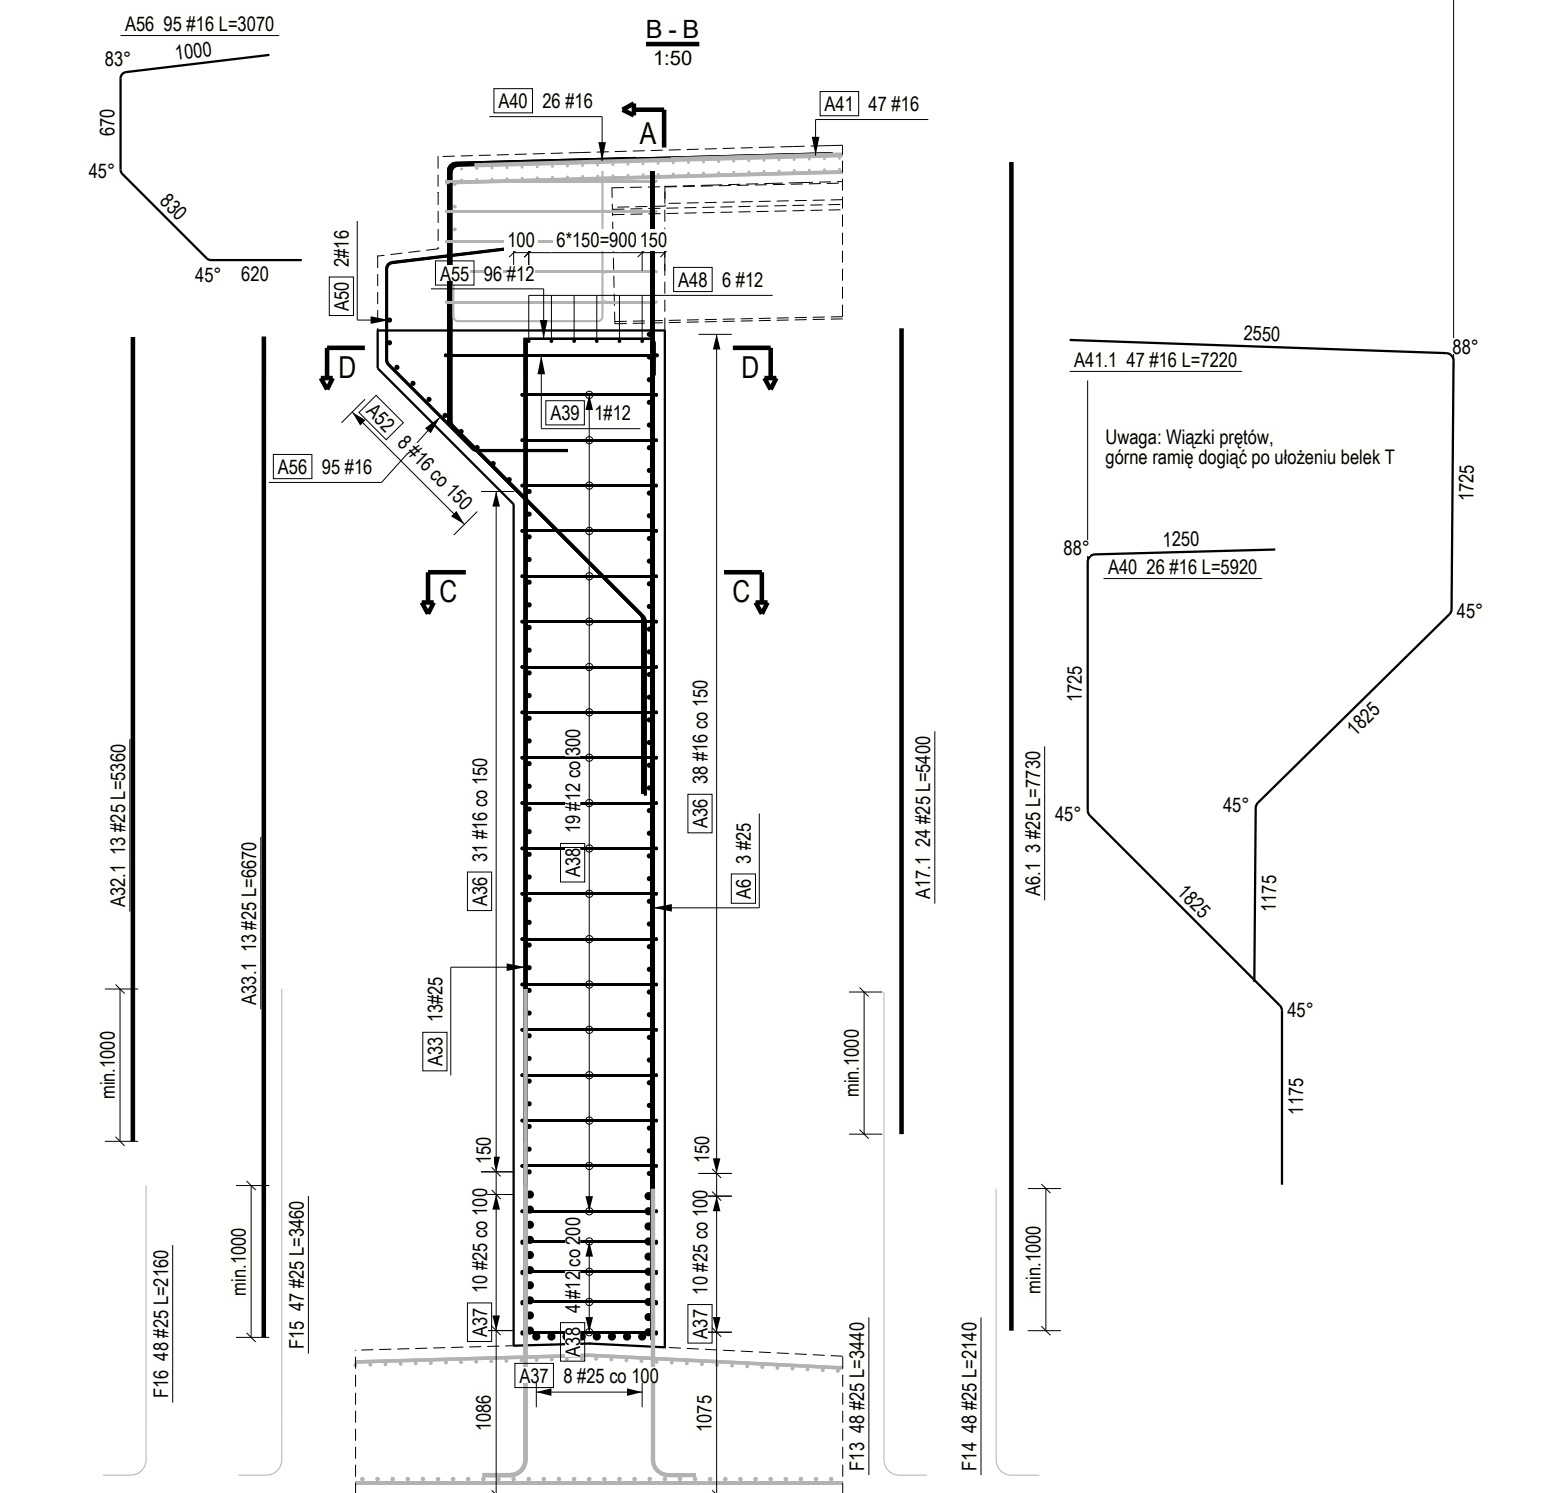 A56 95 #16 L=3070
83°
1000
670
45°
830
45°
620
B - B
1:50
A40 26 #16
A
A41 47 #16
A50 2#16
100
6*150=900
150
A55 96 #12
A48 6 #12
D
D
A39 1#12
A52 8 #16 co 150
A56 95 #16
C
C
2550
88°
A41.1 47 #16 L=7220
Uwaga: Wiązki prętów,
górne ramię dogiąć po ułożeniu belek T
1725
88°
1250
A40 26 #16 L=5920
45°
1725
1825
45°
45°
1175
1825
45°
1175
A32.1 13 #25 L=5360
A33.1 13 #25 L=6670
A36 31 #16 co 150
A38 19 #12 co 300
A36 38 #16 co 150
A6 3 #25
A17.1 24 #25 L=5400
A6.1 3 #25 L=7730
A33 13#25
min.1000
min.1000
150
150
A37 10 #25 co 100
A38 4 #12 co 200
A37 10 #25 co 100
min.1000
min.1000
F16 48 #25 L=2160
F15 47 #25 L=3460
A37 8 #25 co 100
1086
1075
F13 48 #25 L=3440
F14 48 #25 L=2140